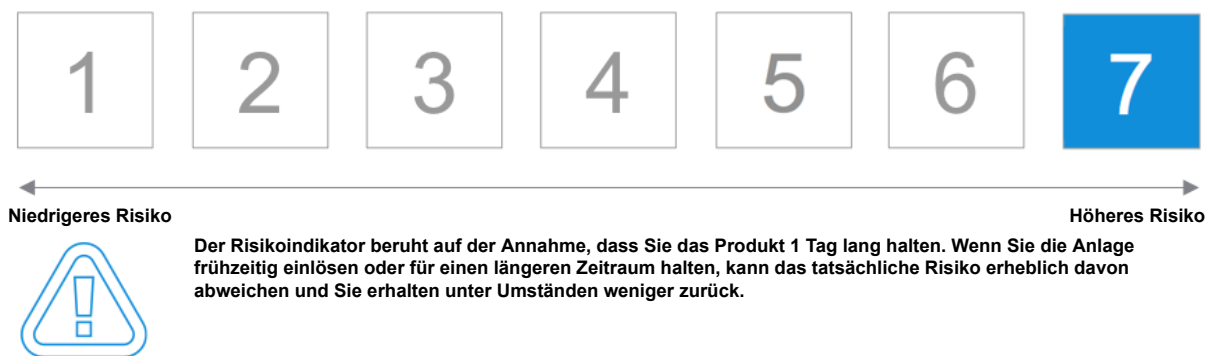 1 2 3 4 5 6 7
Niedrigeres Risiko Höheres Risiko
Der Risikoindikator beruht auf der Annahme, dass Sie das Produkt 1 Tag lang halten. Wenn Sie die Anlage
frühzeitig einlösen oder für einen längeren Zeitraum halten, kann das tatsächliche Risiko erheblich davon
abweichen und Sie erhalten unter Umständen weniger zurück.